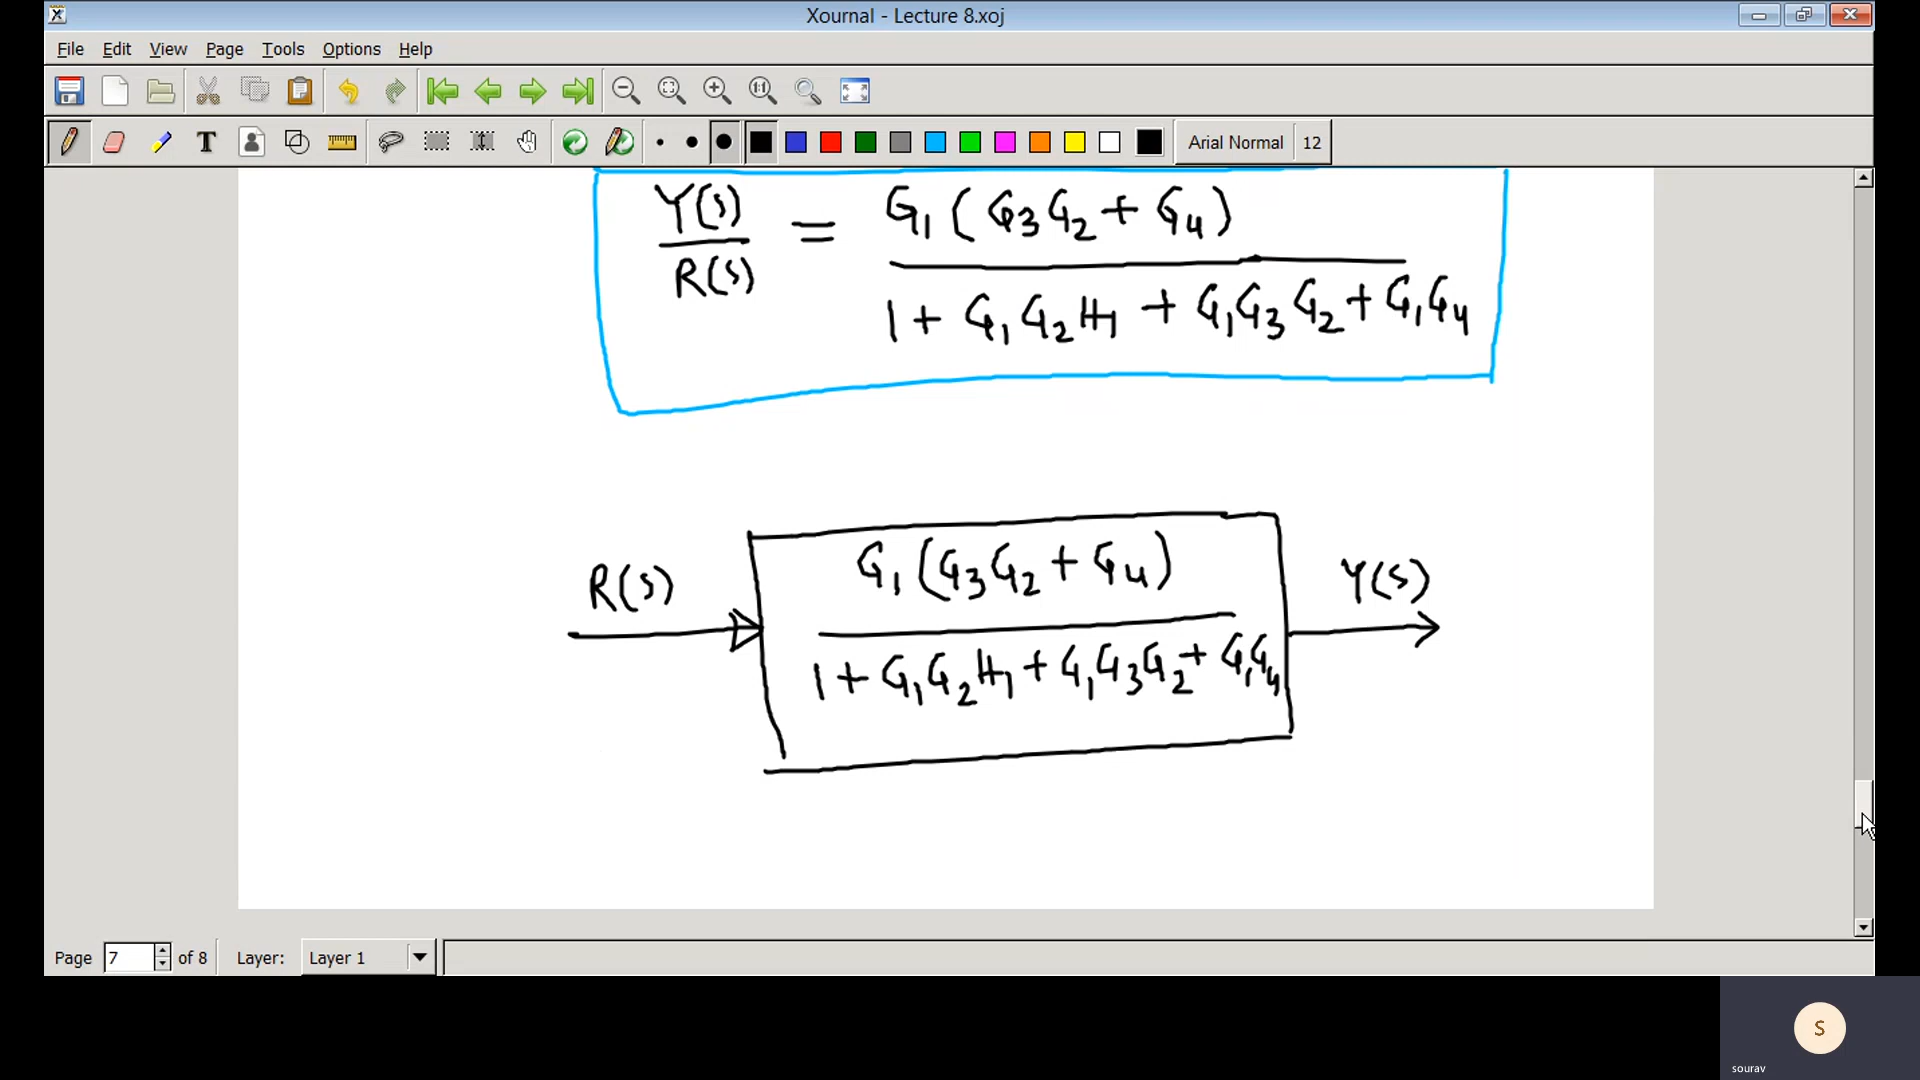 Xournal - Lecture 8.xoj
File Edit View Page Tools Options Help
Arial Normal 12
Y(s)/R(s) = G₁(G₃G₂ + G₄)
1 + G₁G₂H₁ + G₁G₃G₂ + G₁G₄
R(s)
G₁(G₃G₂ + G₄)
1 + G₁G₂H₁ + G₁G₃G₂ + G₁G₄
Y(s)
Page 7 of 8 Layer: Layer 1
S
sourav